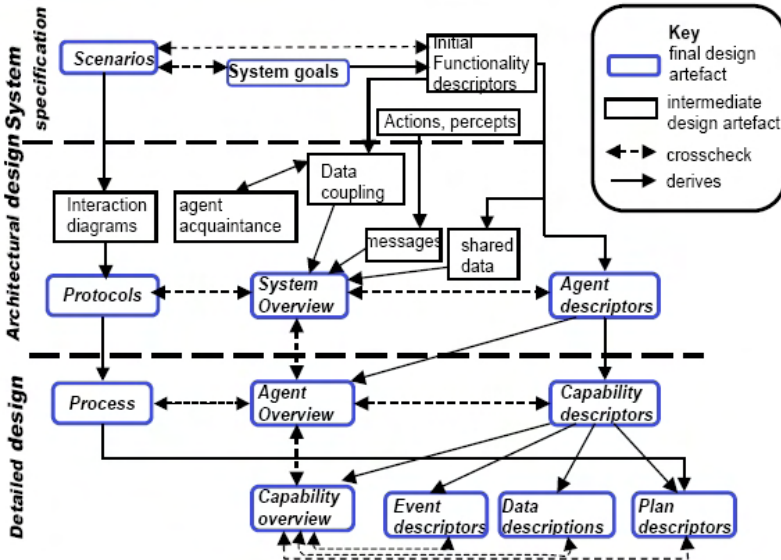 System specification
Scenarios
System goals
Initial
Functionality
descriptors
Actions, percepts
Key
final design
artefact
intermediate
design artefact
crosscheck
derives
Architectural design
Interaction
diagrams
agent
acquaintance
Data
coupling
messages
shared
data
Protocols
System
Overview
Agent
descriptors
Detailed design
Process
Agent
Overview
Capability
descriptors
Capability
overview
Event
descriptors
Data
descriptions
Plan
descriptors